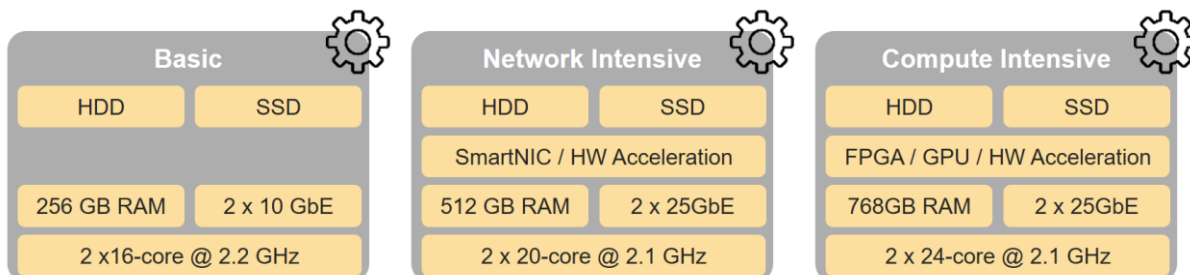 Basic
HDD
SSD
256 GB RAM
2 x 10 GbE
2 x16-core @ 2.2 GHz
Network Intensive
HDD
SSD
SmartNIC / HW Acceleration
512 GB RAM
2 x 25GbE
2 x 20-core @ 2.1 GHz
Compute Intensive
HDD
SSD
FPGA / GPU / HW Acceleration
768GB RAM
2 x 25GbE
2 x 24-core @ 2.1 GHz